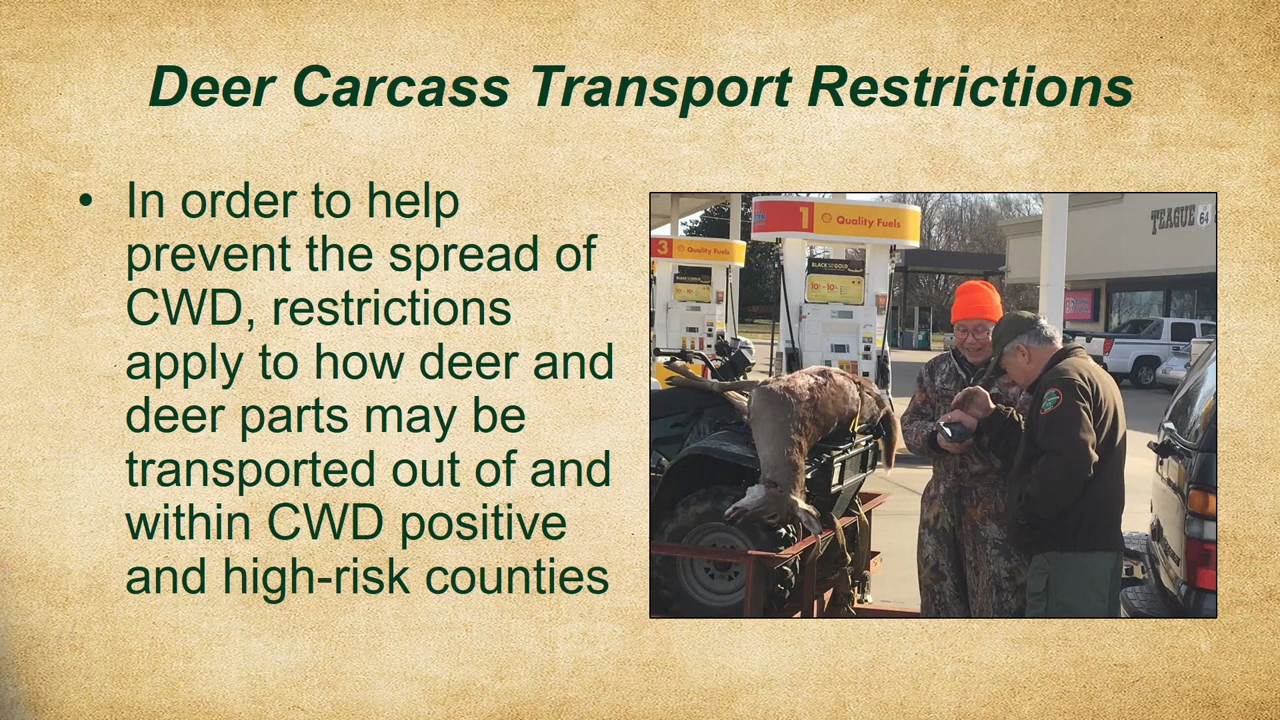 Deer Carcass Transport Restrictions
• In order to help
prevent the spread of
CWD, restrictions
apply to how deer and
deer parts may be
transported out of and
within CWD positive
and high-risk counties
1 Quality Fuels
3 Quality Fuels
TEAGUE
64